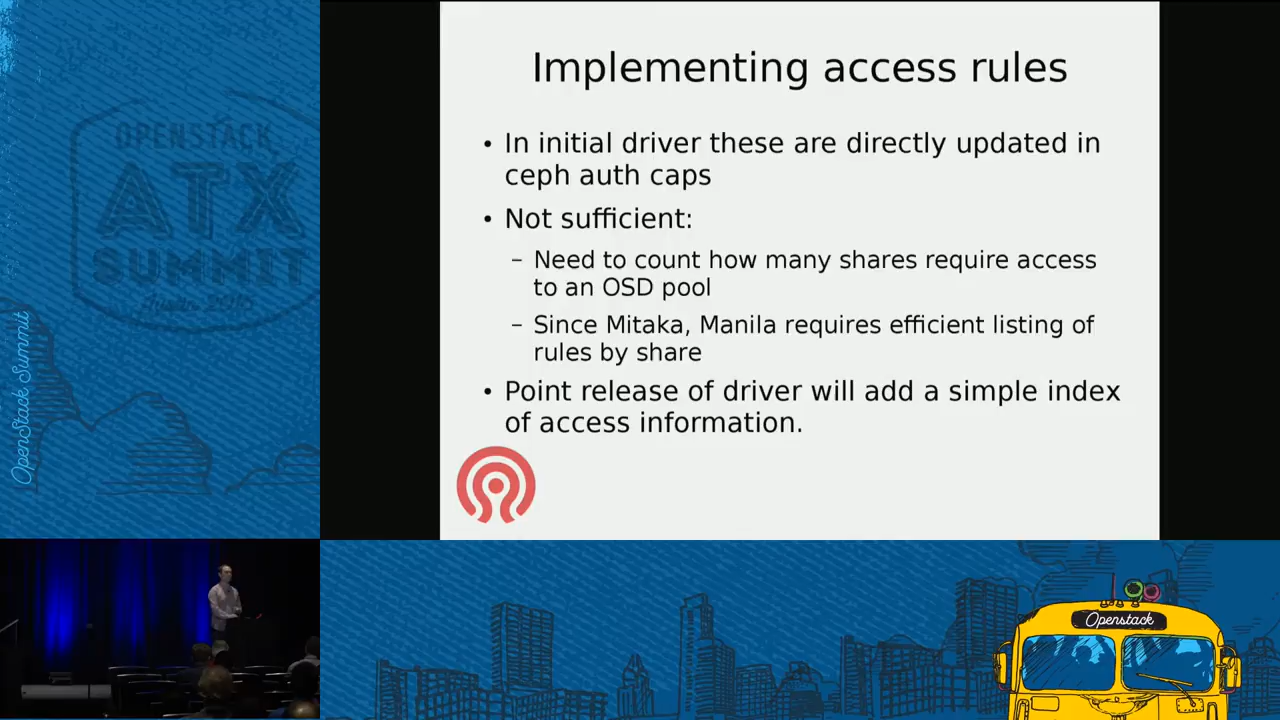 OPENSTACK
ATX
SUMMIT
Austin 2016
OpenStack Summit
Implementing access rules
• In initial driver these are directly updated in
ceph auth caps
• Not sufficient:
– Need to count how many shares require access
to an OSD pool
– Since Mitaka, Manila requires efficient listing of
rules by share
• Point release of driver will add a simple index
of access information.
Openstack